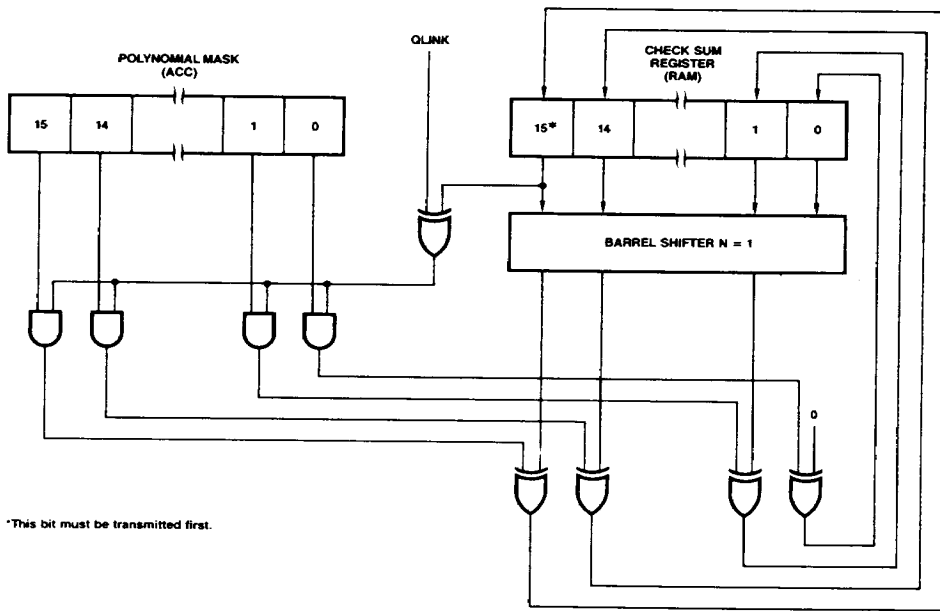 POLYNOMIAL MASK
(ACC)
QLINK
CHECK SUM
REGISTER
(RAM)
15 14 1 0
15* 14 1 0
BARREL SHIFTER N = 1
0
*This bit must be transmitted first.